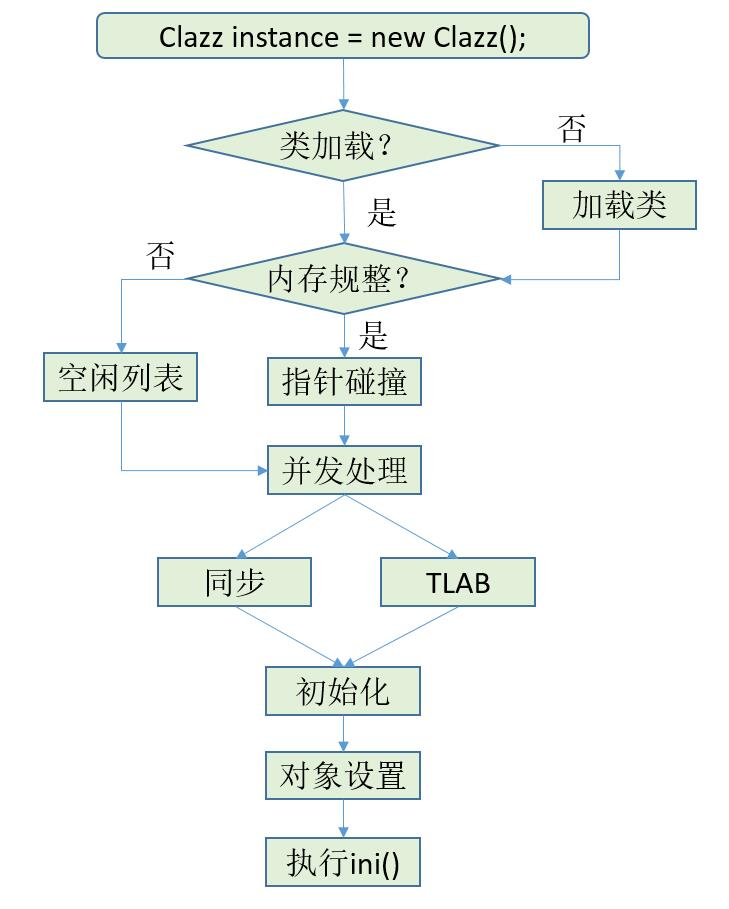 Clazz instance = new Clazz();
类加载?
否
加载类
是
内存规整?
否
是
空闲列表
指针碰撞
并发处理
同步
TLAB
初始化
对象设置
执行ini()